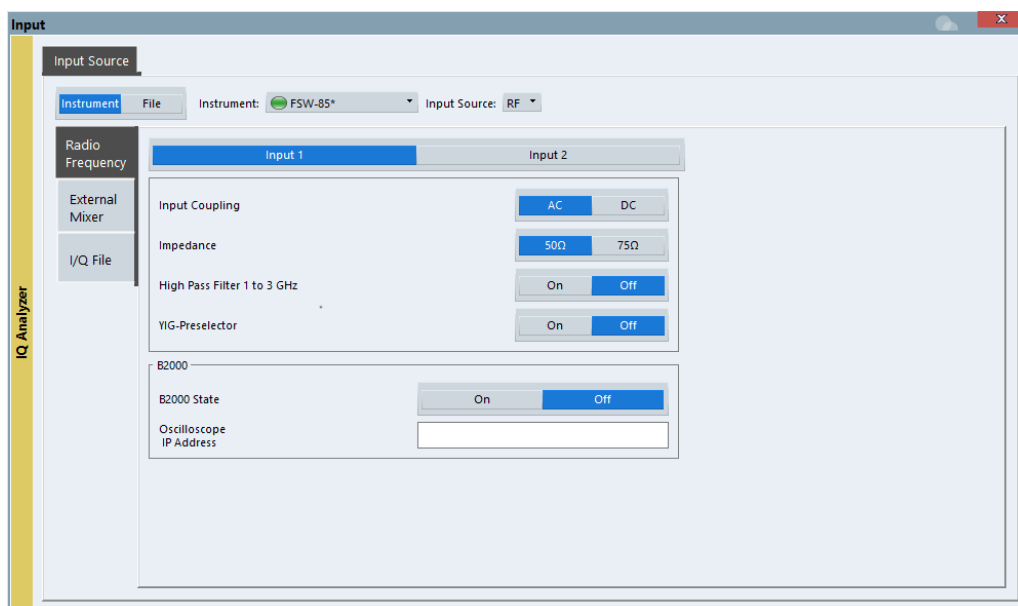 Input
Input Source
Instrument File Instrument: FSW-85* Input Source: RF
Radio
Frequency
External
Mixer
I/Q File
IQ Analyzer
Input 1 Input 2
Input Coupling AC DC
Impedance 50Ω 75Ω
High Pass Filter 1 to 3 GHz On Off
YIG-Preselector On Off
B2000
B2000 State On Off
Oscilloscope
IP Address